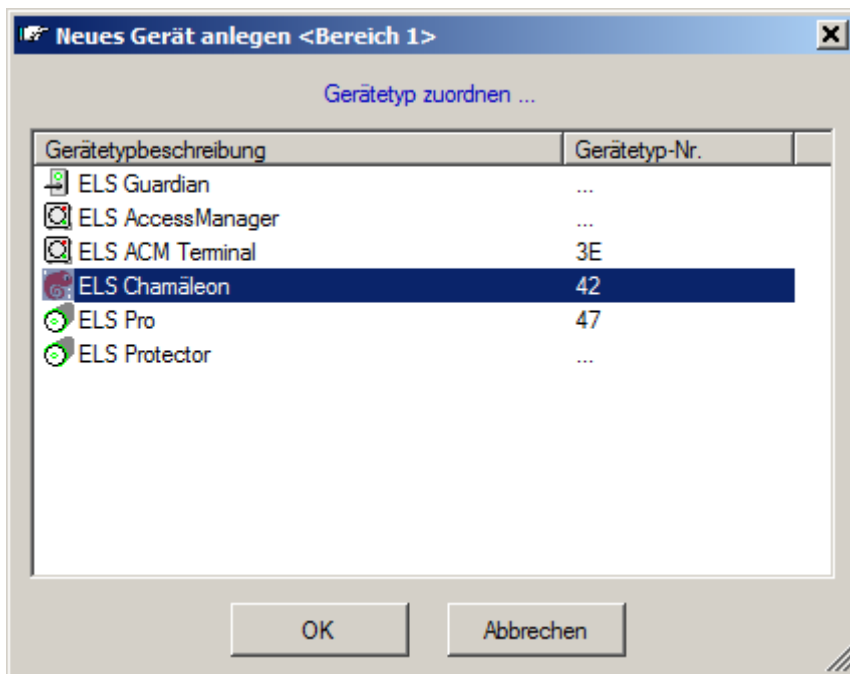 Neues Gerät anlegen <Bereich 1>
Gerätetyp zuordnen ...
Gerätetypbeschreibung Gerätetyp-Nr.
ELS Guardian ...
ELS AccessManager ...
ELS ACM Terminal 3E
ELS Chamäleon 42
ELS Pro 47
ELS Protector ...
OK Abbrechen